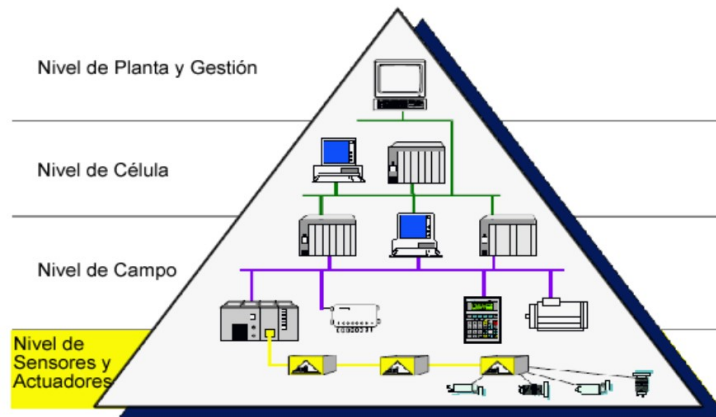 Nivel de Planta y Gestión
Nivel de Célula
Nivel de Campo
Nivel de
Sensores y
Actuadores